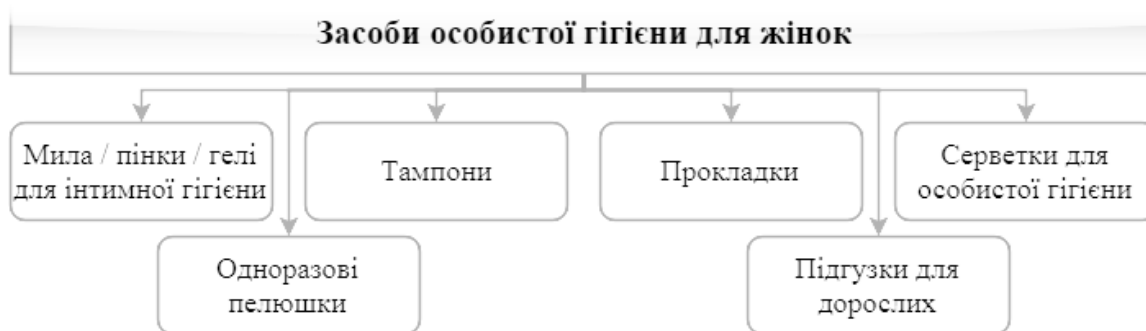 Засоби особистої гігієни для жінок
Мила / пінки / гелі
для інтимної гігієни
Тампони
Прокладки
Серветки для
особистої гігієни
Одноразові
пелюшки
Підгузки для
дорослих